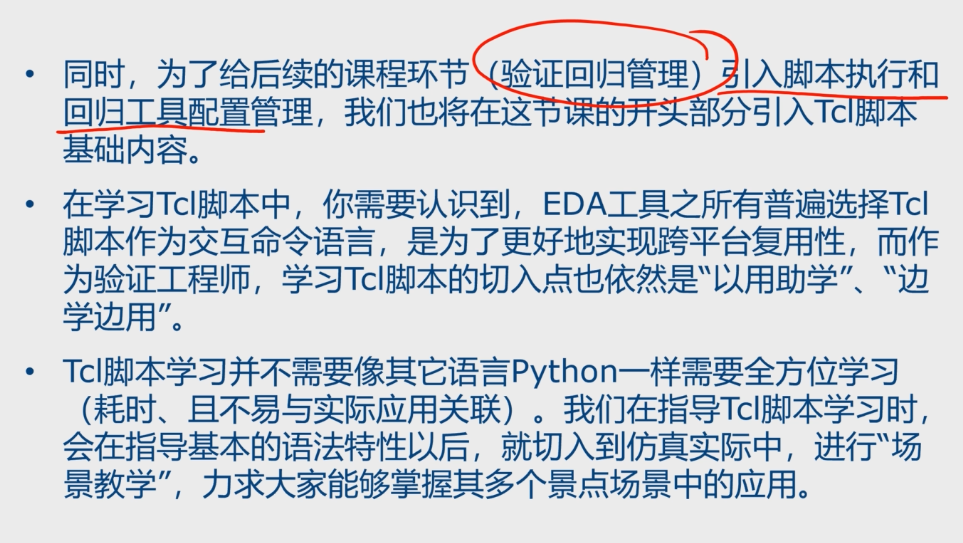 • 同时，为了给后续的课程环节（验证回归管理）引入脚本执行和
回归工具配置管理，我们也将在这节课的开头部分引入Tcl脚本
基础内容。
• 在学习Tcl脚本中，你需要认识到，EDA工具之所有普遍选择Tcl
脚本作为交互命令语言，是为了更好地实现跨平台复用性，而作
为验证工程师，学习Tcl脚本的切入点也依然是“以用助学”、“边
学边用”。
• Tcl脚本学习并不需要像其它语言Python一样需要全方位学习
（耗时、且不易与实际应用关联）。我们在指导Tcl脚本学习时，
会在指导基本的语法特性以后，就切入到仿真实际中，进行“场
景教学”，力求大家能够掌握其多个景点场景中的应用。